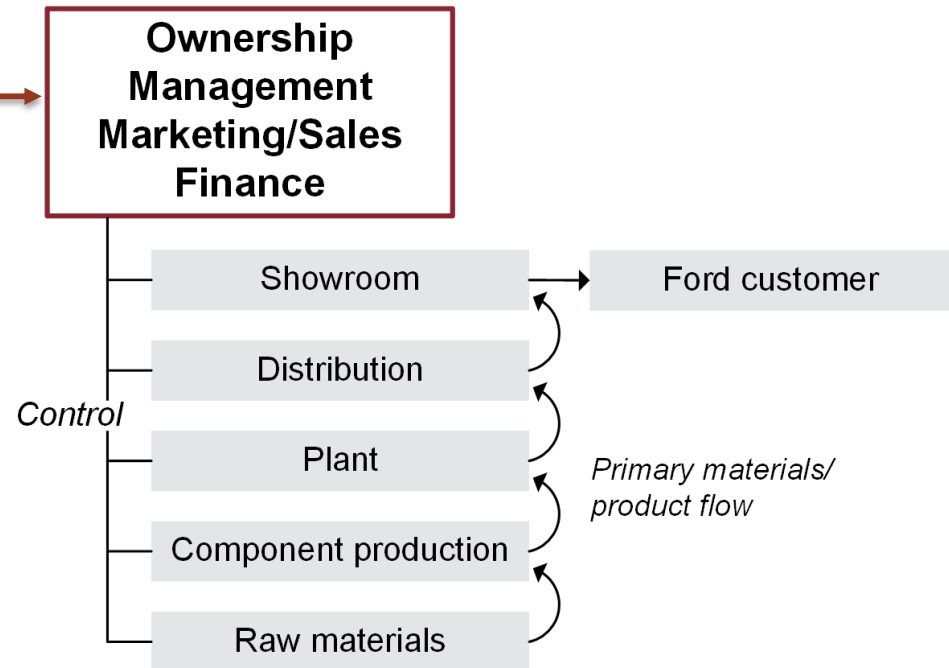 Ownership
Management
Marketing/Sales
Finance
Showroom
Ford customer
Distribution
Control
Plant
Primary materials/
product flow
Component production
Raw materials